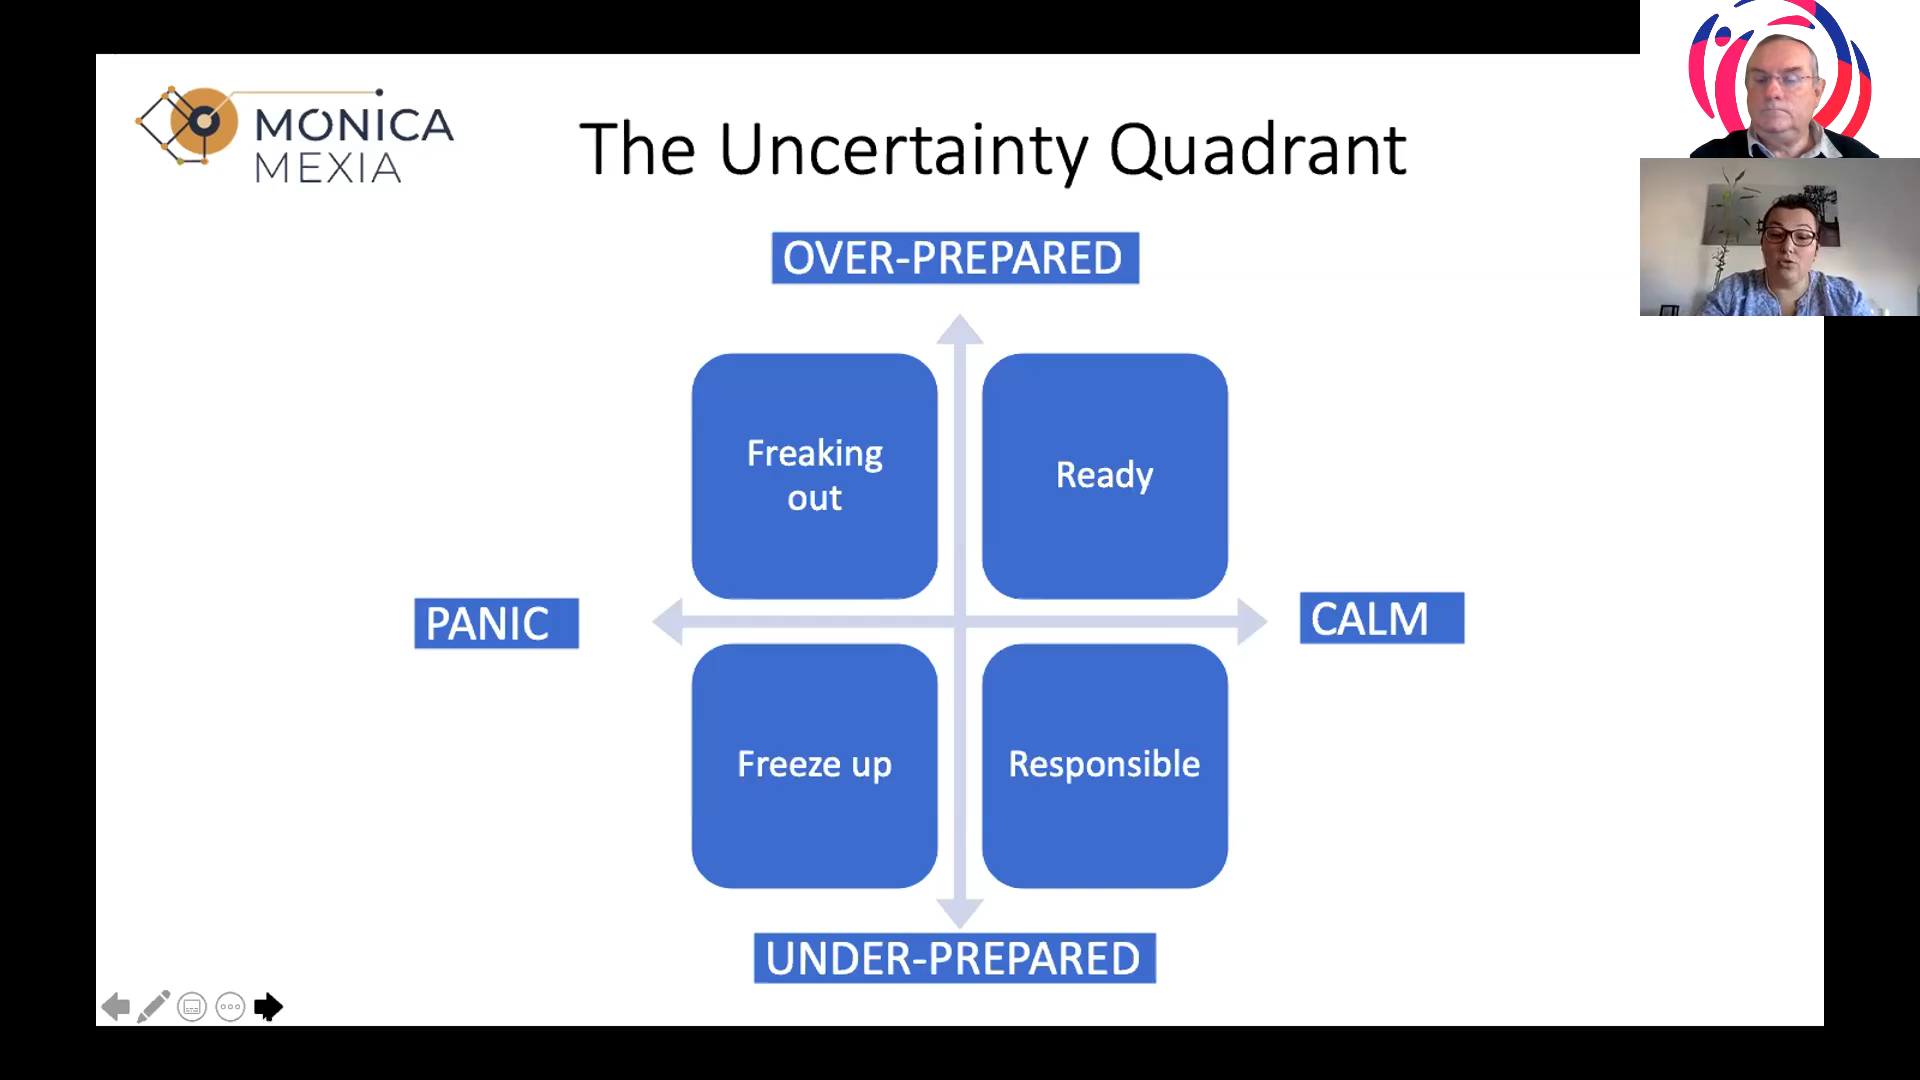 MONICA
MEXIA
The Uncertainty Quadrant
OVER-PREPARED
Freaking
out
Ready
PANIC
CALM
Freeze up
Responsible
UNDER-PREPARED